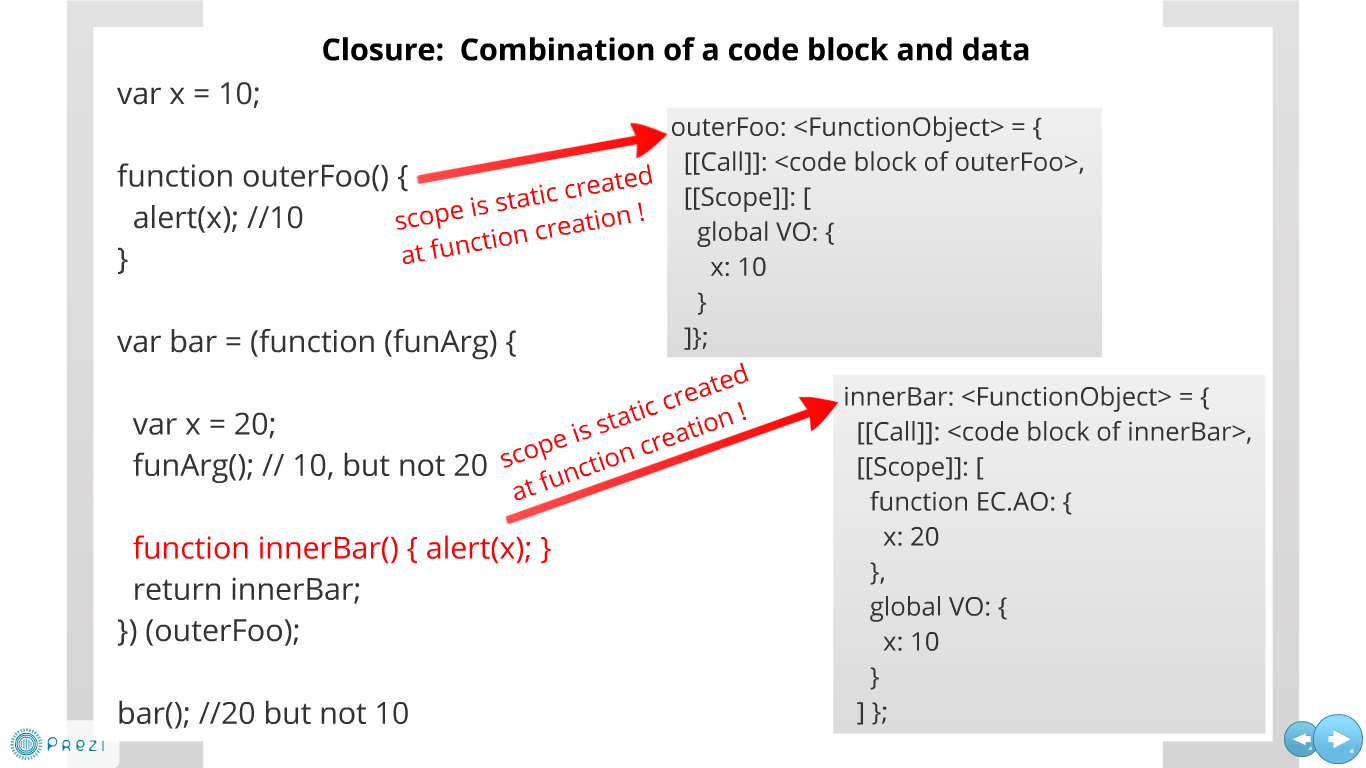 Closure:  Combination of a code block and data
var x = 10;
function outerFoo() {
alert(x); //10
}
var bar = (function (funArg) {
var x = 20;
funArg(); // 10, but not 20
function innerBar() { alert(x); }
return innerBar;
}) (outerFoo);
bar(); //20 but not 10
scope is static created
at function creation !
outerFoo: <FunctionObject> = {
[[Call]]: <code block of outerFoo>,
[[Scope]]: [
global VO: {
x: 10
}
]};
scope is static created
at function creation !
innerBar: <FunctionObject> = {
[[Call]]: <code block of innerBar>,
[[Scope]]: [
function EC.AO: {
x: 20
},
global VO: {
x: 10
}
] };
Prezi